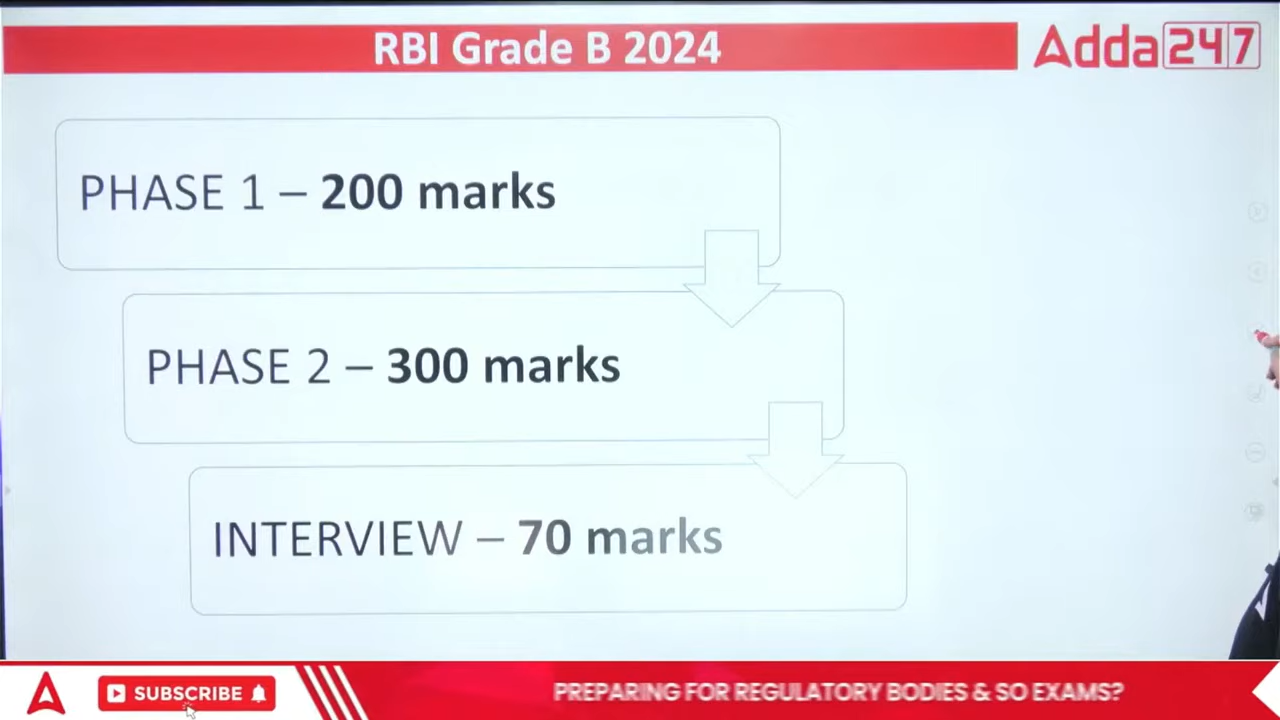 RBI Grade B 2024
Adda247
PHASE 1 – 200 marks
PHASE 2 – 300 marks
INTERVIEW – 70 marks
SUBSCRIBE
PREPARING FOR REGULATORY BODIES & SO EXAMS?